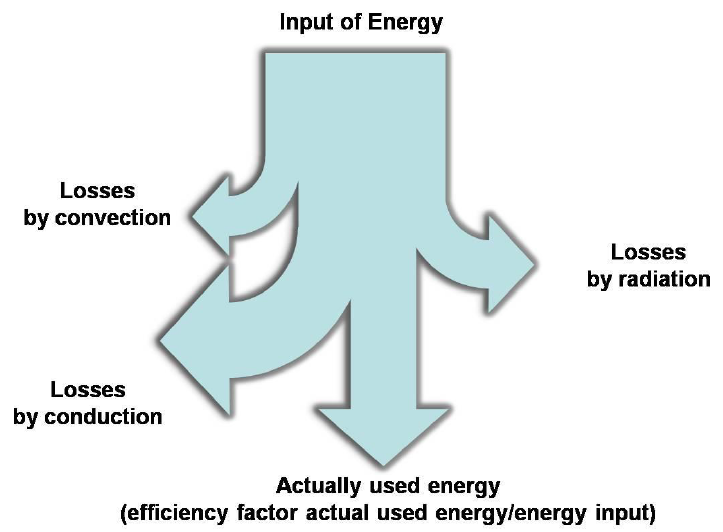 Input of Energy
Losses
by convection
Losses
by radiation
Losses
by conduction
Actually used energy
(efficiency factor actual used energy/energy input)